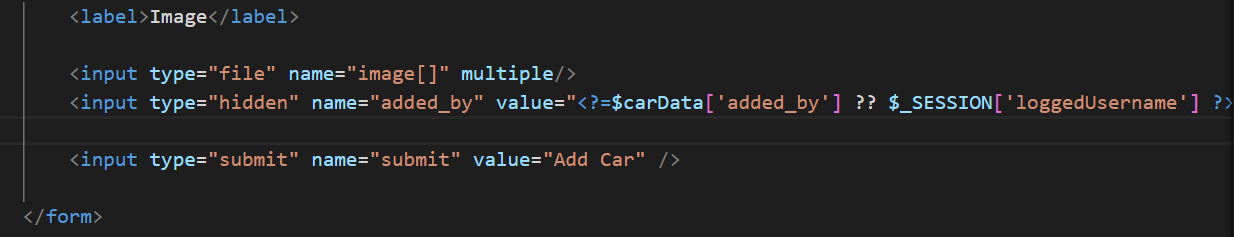 <label>Image</label>
<input type="file" name="image[]" multiple/>
<input type="hidden" name="added_by" value="<?=$carData['added_by'] ?? $_SESSION['loggedUsername'] ?>
<input type="submit" name="submit" value="Add Car" />
</form>